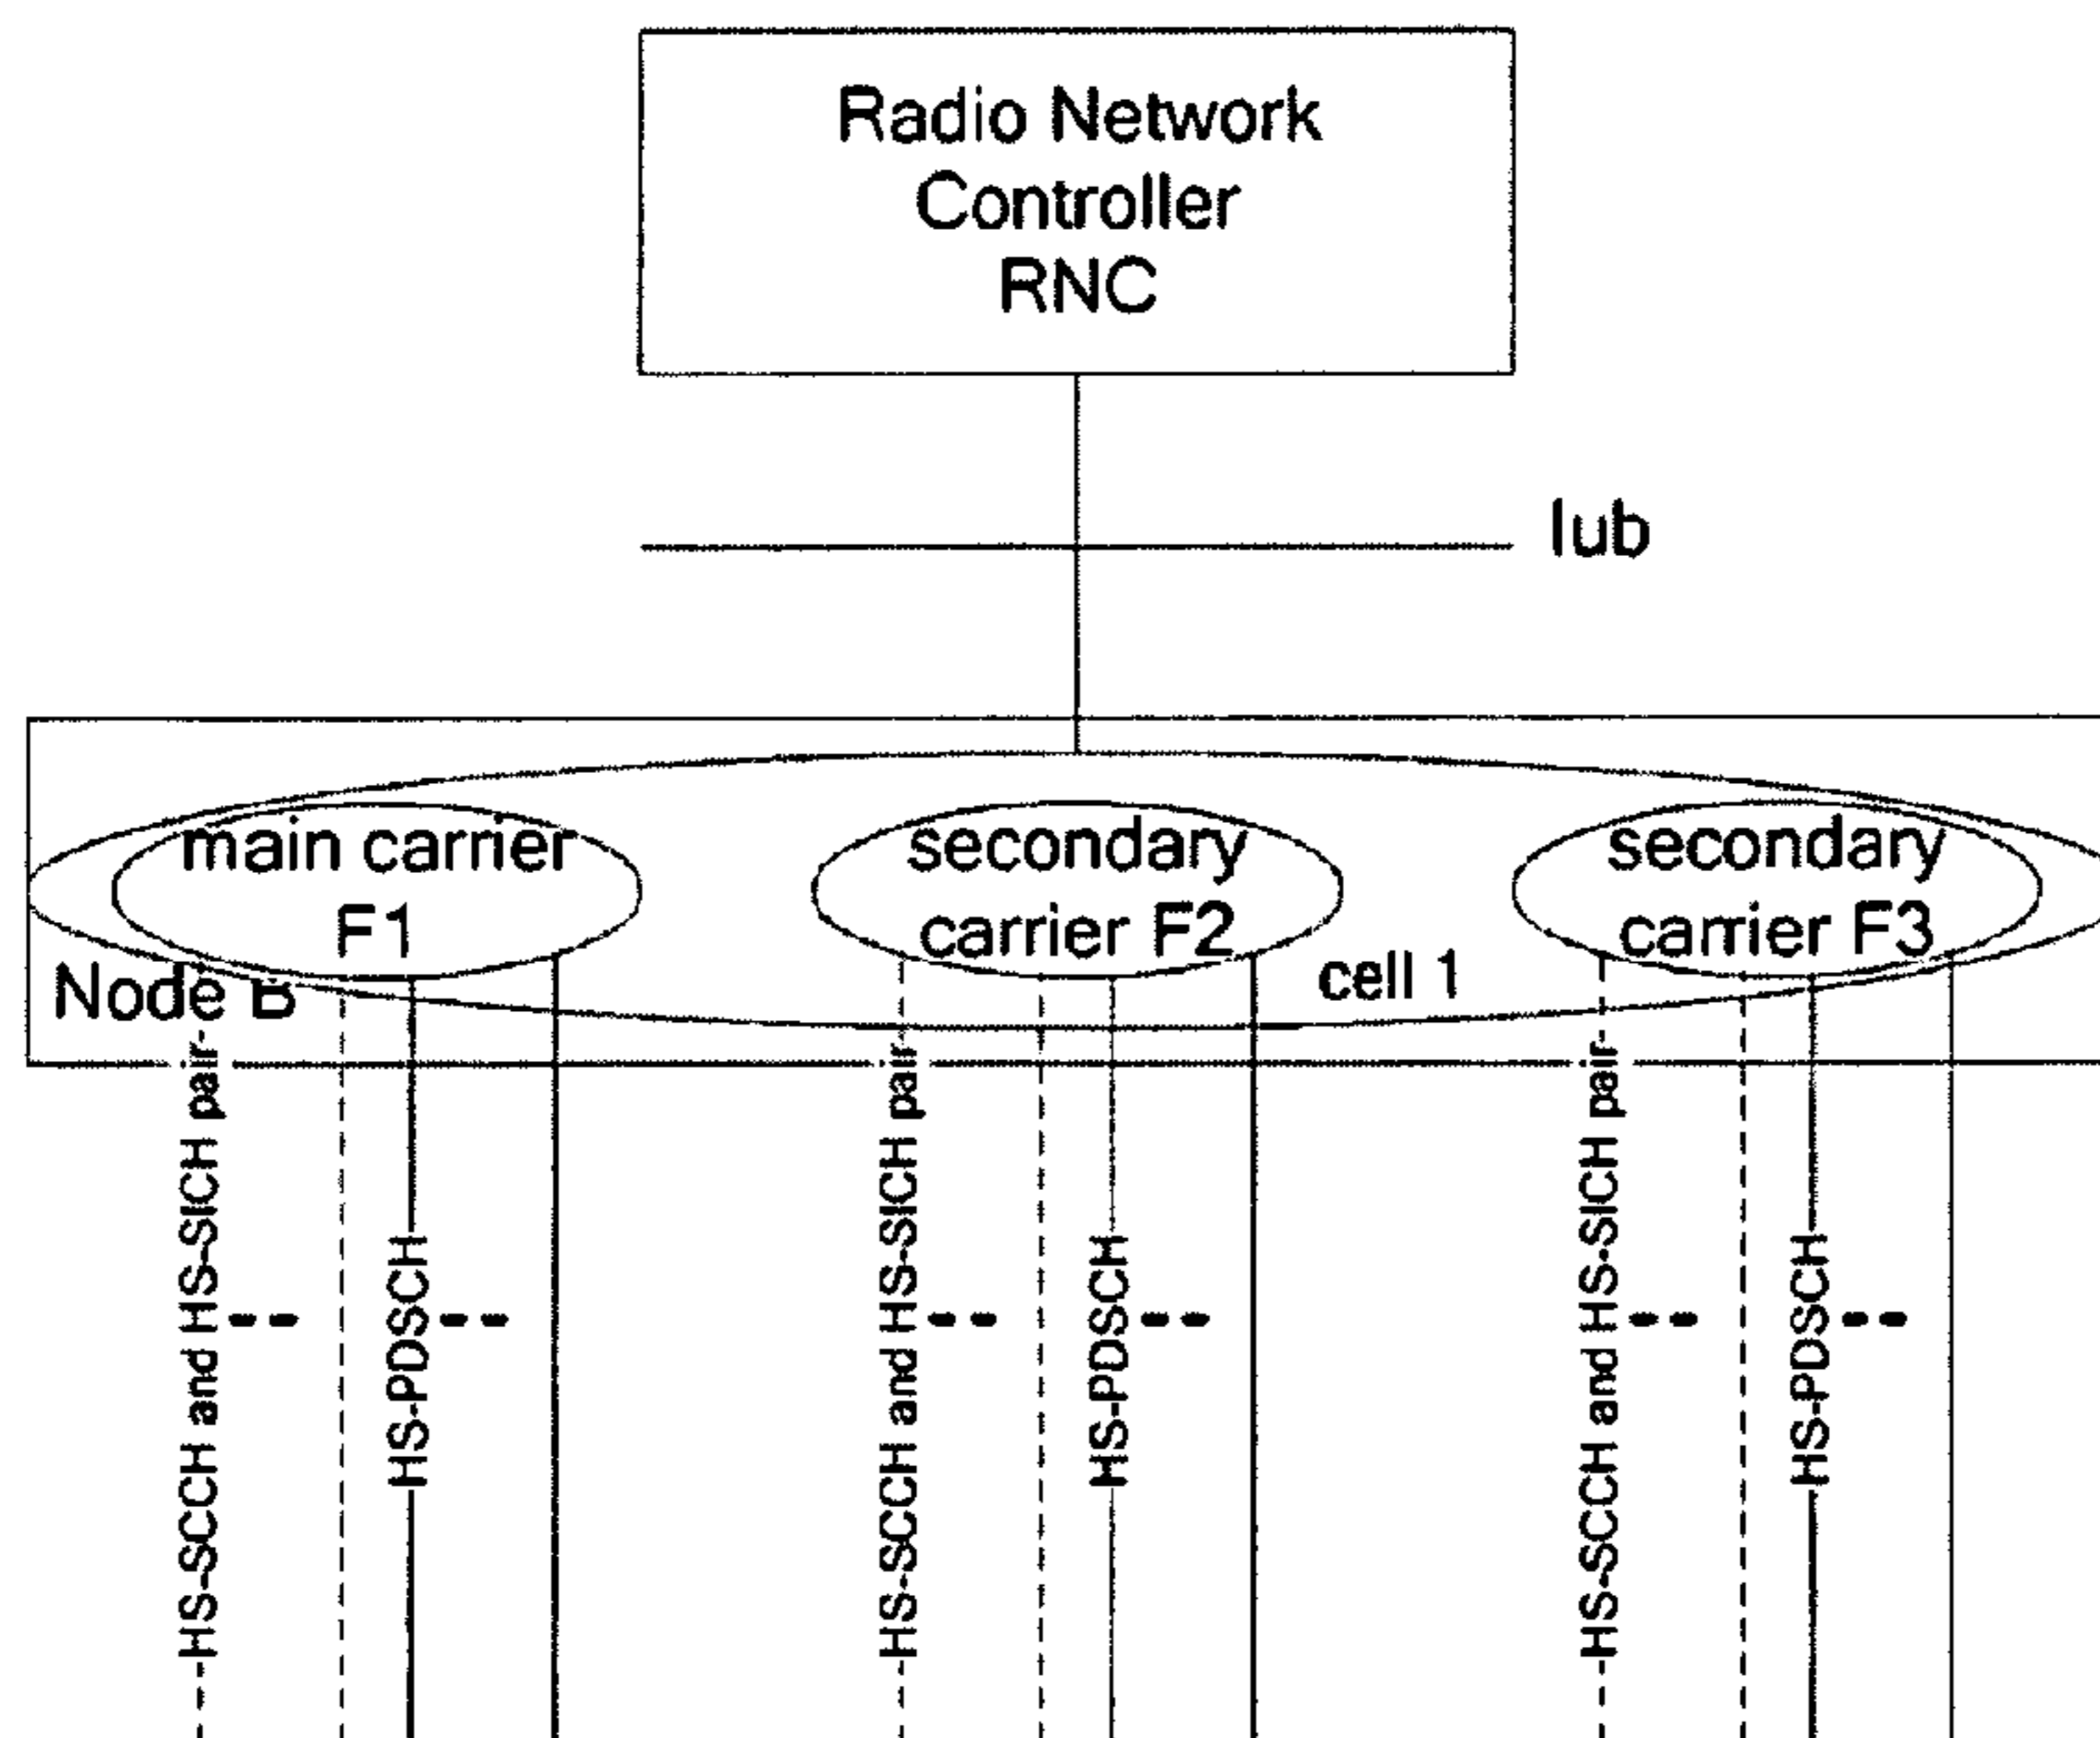 Radio Network
Controller
RNC
Iub
main carrier
F1
secondary
carrier F2
secondary
carrier F3
cell 1
Node B
HS-SCCH and HS-SICH pair
HS-PDSCH
HS-SCCH and HS-SICH pair
HS-PDSCH
HS-SCCH and HS-SICH pair
HS-PDSCH